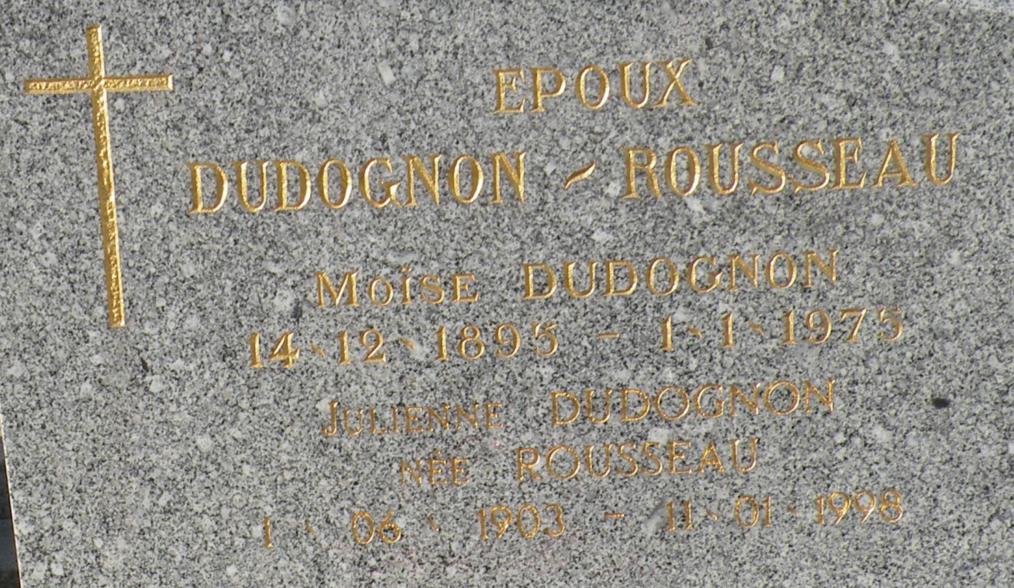 EPOUX
DUDOGNON - ROUSSEAU
MOÏSE DUDOGNON
14-12-1895 - 1-1-1975
JULIENNE DUDOGNON
NÉE ROUSSEAU
1-06-1903 - 11-01-1998